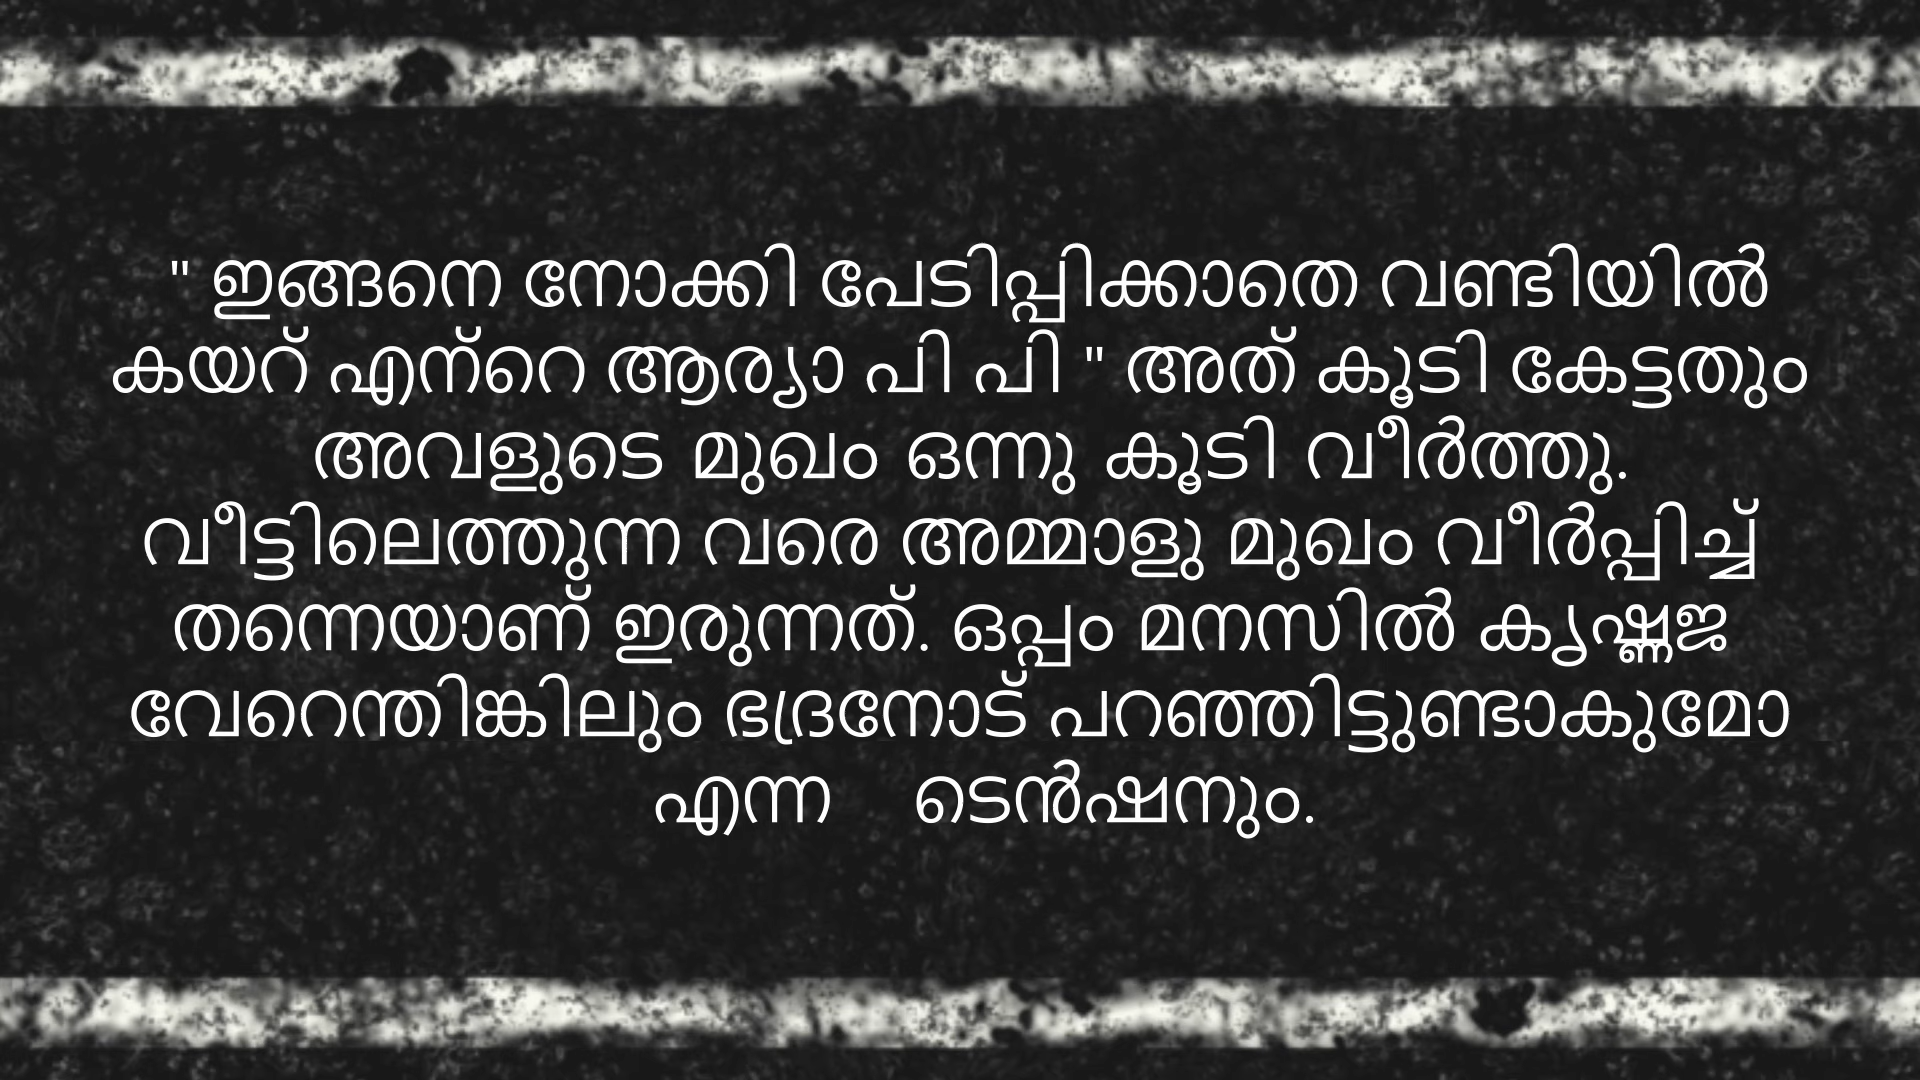 " ഇങ്ങനെ നോക്കി പേടിപ്പിക്കാതെ വണ്ടിയിൽ
കയറ് എന്റെ ആര്യാ പി പി " അത് കൂടി കേട്ടതും
അവളുടെ മുഖം ഒന്നു കൂടി വീർത്തു.
വീട്ടിലെത്തുന്ന വരെ അമ്മാളു മുഖം വീർപ്പിച്ച്
തന്നെയാണ് ഇരുന്നത്. ഒപ്പം മനസിൽ കൃഷ്ണജ
വേറെന്തിങ്കിലും ഭദ്രനോട് പറഞ്ഞിട്ടുണ്ടാകുമോ
എന്ന ടെൻഷനും.